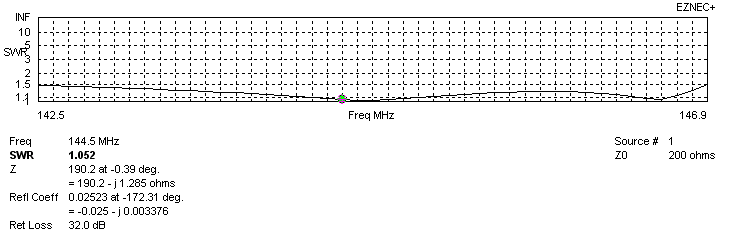 EZNEC+
INF
10
5
SWR
3
2
1.5
1.1
142.5 Freq MHz 146.9
Freq 144.5 MHz Source # 1
SWR 1.052 Z0 200 ohms
Z 190.2 at -0.39 deg.
= 190.2 - j 1.285 ohms
Refl Coeff 0.02523 at -172.31 deg.
= -0.025 - j 0.003376
Ret Loss 32.0 dB